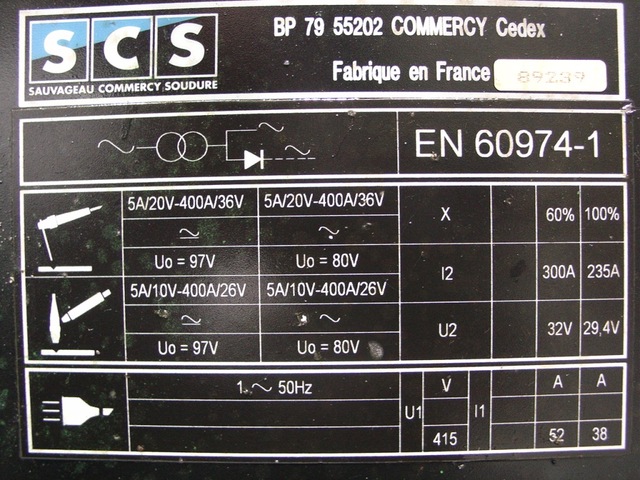 SCS
SAUVAGEAU COMMERCY SOUDURE
BP 79 55202 COMMERCY Cedex
Fabrique en France 89239
EN 60974-1
5A/20V-400A/36V 5A/20V-400A/36V X 60% 100%
Uo = 97V Uo = 80V I2 300A 235A
5A/10V-400A/26V 5A/10V-400A/26V
Uo = 97V Uo = 80V U2 32V 29,4V
1 ~ 50Hz U1 V I1 A A
415 52 38